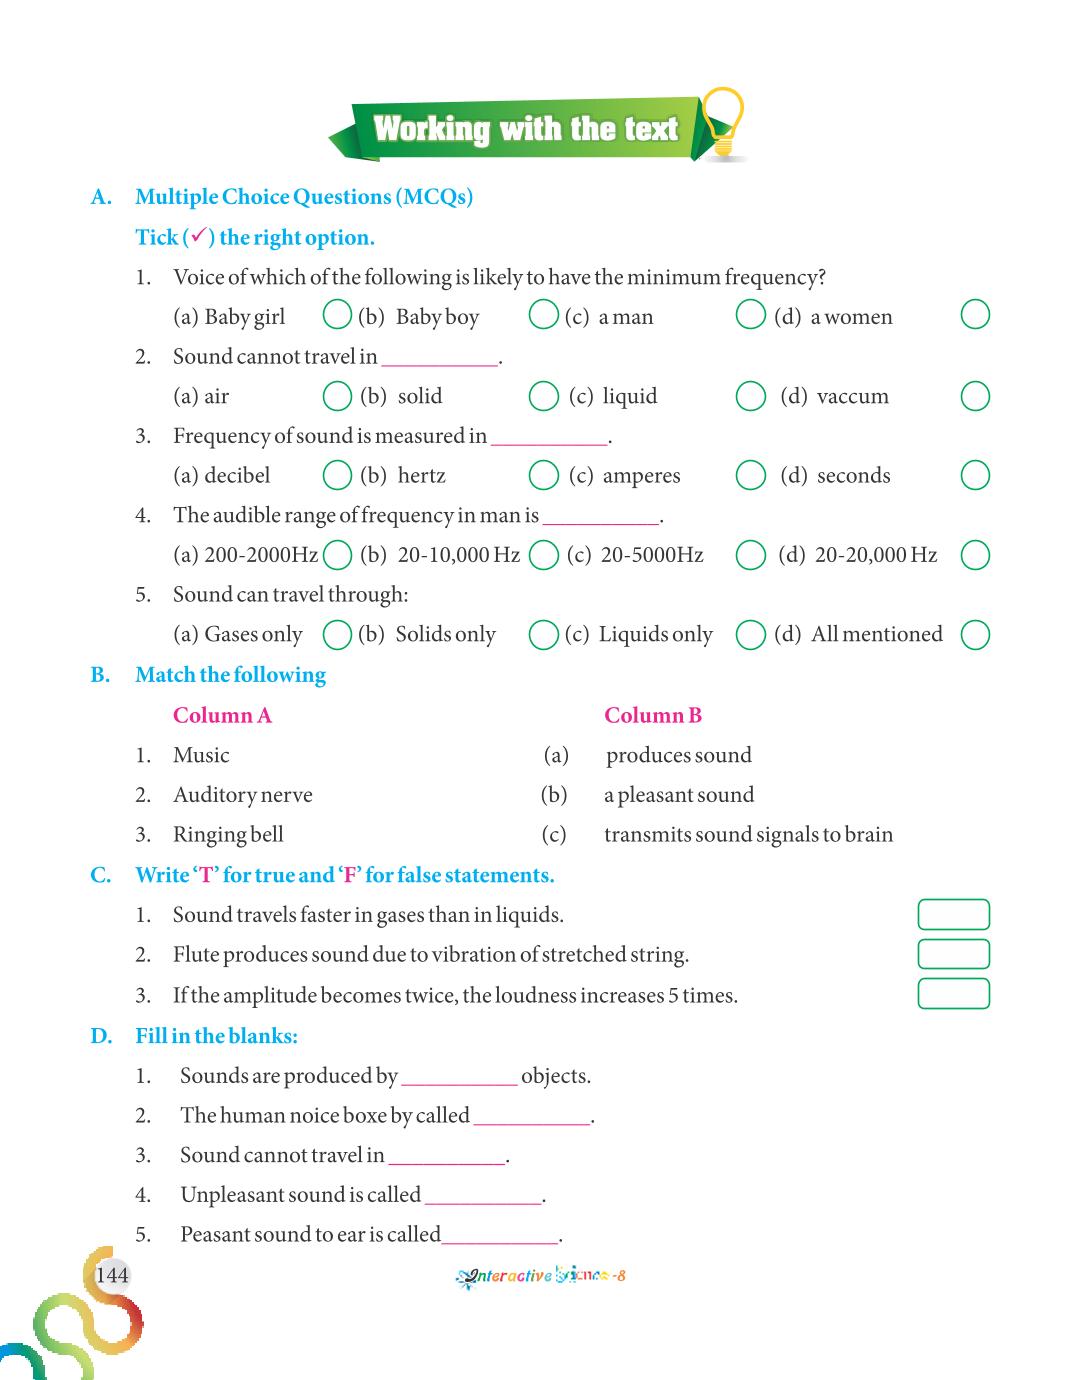 Working with the text
A. Multiple Choice Questions (MCQs)
Tick (✓) the right option.
1. Voice of which of the following is likely to have the minimum frequency?
(a) Baby girl (b) Baby boy (c) a man (d) a women
2. Sound cannot travel in __________.
(a) air (b) solid (c) liquid (d) vaccum
3. Frequency of sound is measured in __________.
(a) decibel (b) hertz (c) amperes (d) seconds
4. The audible range of frequency in man is __________.
(a) 200-2000Hz (b) 20-10,000 Hz (c) 20-5000Hz (d) 20-20,000 Hz
5. Sound can travel through:
(a) Gases only (b) Solids only (c) Liquids only (d) All mentioned
B. Match the following
Column A Column B
1. Music (a) produces sound
2. Auditory nerve (b) a pleasant sound
3. Ringing bell (c) transmits sound signals to brain
C. Write ‘T’ for true and ‘F’ for false statements.
1. Sound travels faster in gases than in liquids.
2. Flute produces sound due to vibration of stretched string.
3. If the amplitude becomes twice, the loudness increases 5 times.
D. Fill in the blanks:
1. Sounds are produced by __________ objects.
2. The human noice boxe by called __________.
3. Sound cannot travel in __________.
4. Unpleasant sound is called __________.
5. Peasant sound to ear is called__________.
144 Interactive Science -8